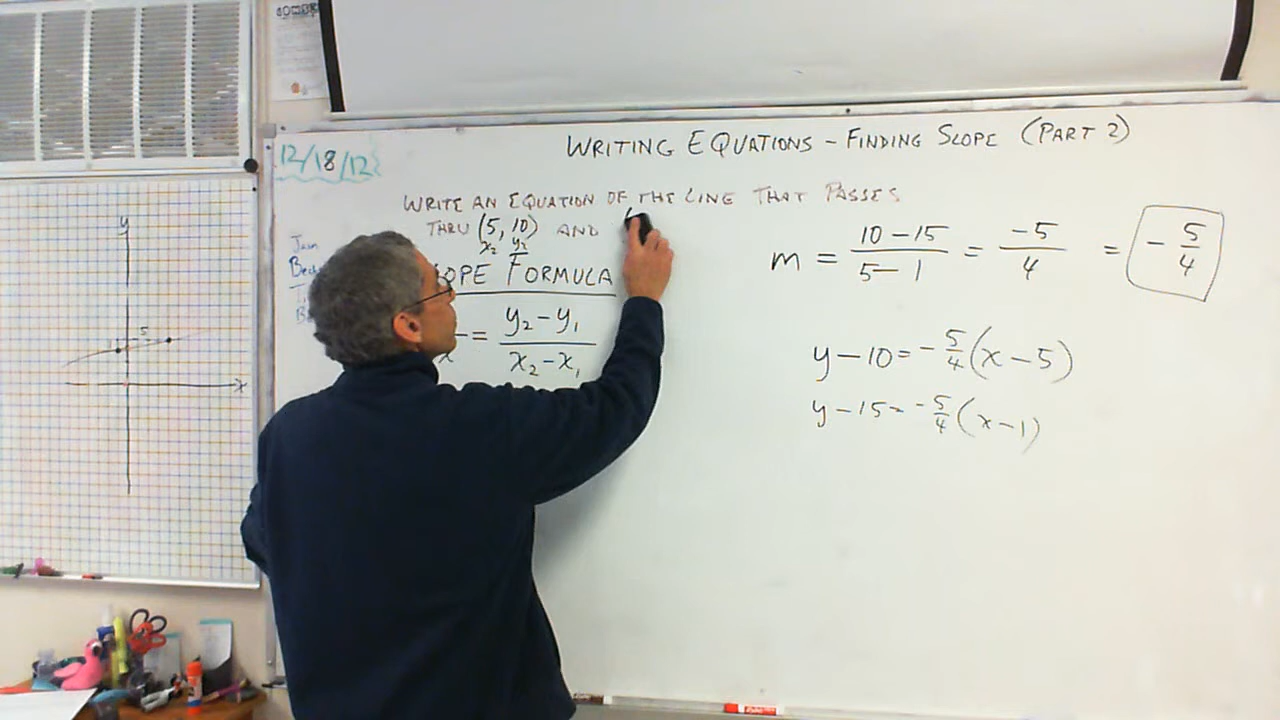 WRITING EQUATIONS - FINDING SLOPE (PART 2)
12/18/12
WRITE AN EQUATION OF THE LINE THAT PASSES
THRU (5, 10) AND (
x₂ y₂
OPE FORMULA
= y₂-y₁ / x₂-x₁
m = 10-15 / 5-1 = -5 / 4 = - 5/4
y-10 = -5/4 (x-5)
y-15 = -5/4 (x-1)
y
5
x